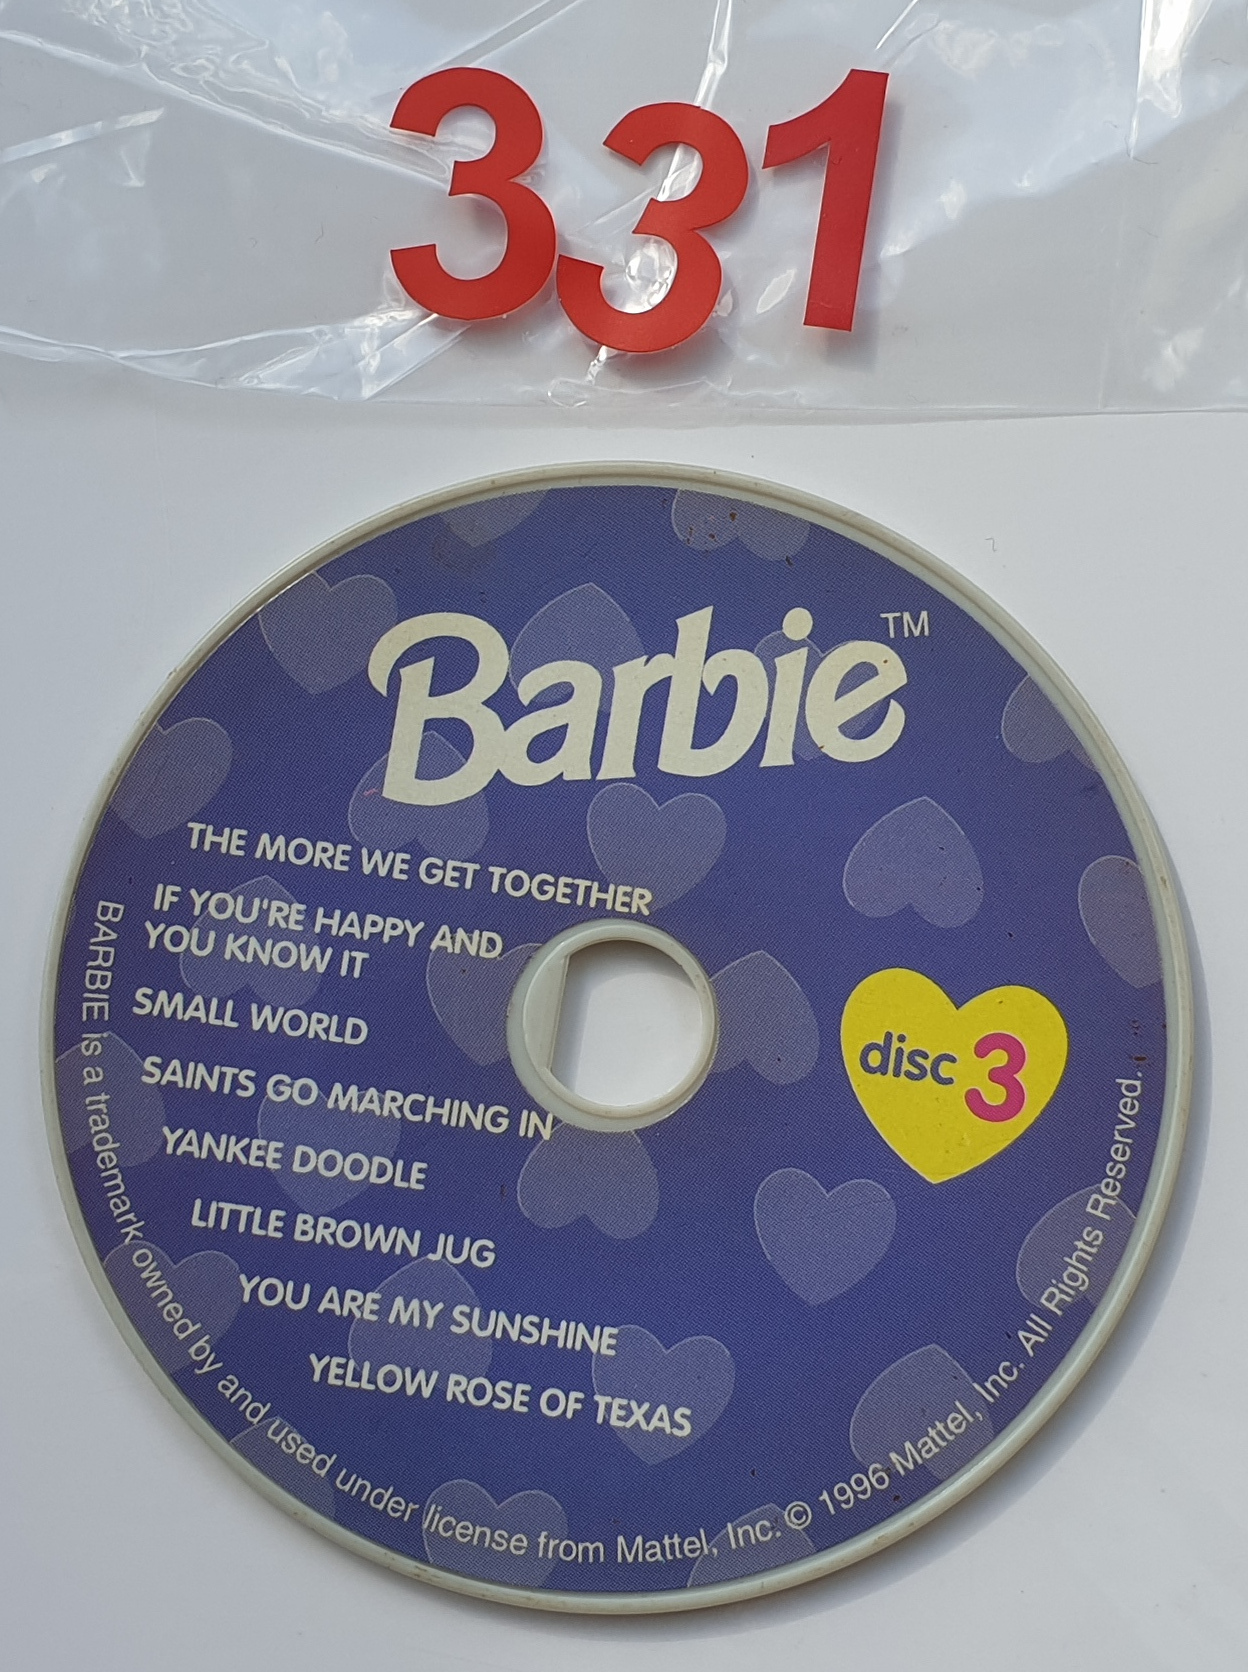 331
Barbie™
THE MORE WE GET TOGETHER
IF YOU'RE HAPPY AND
YOU KNOW IT
SMALL WORLD
SAINTS GO MARCHING IN
YANKEE DOODLE
LITTLE BROWN JUG
YOU ARE MY SUNSHINE
YELLOW ROSE OF TEXAS
disc 3
BARBIE is a trademark owned by and used under license from Mattel, Inc. © 1996 Mattel, Inc. All Rights Reserved.